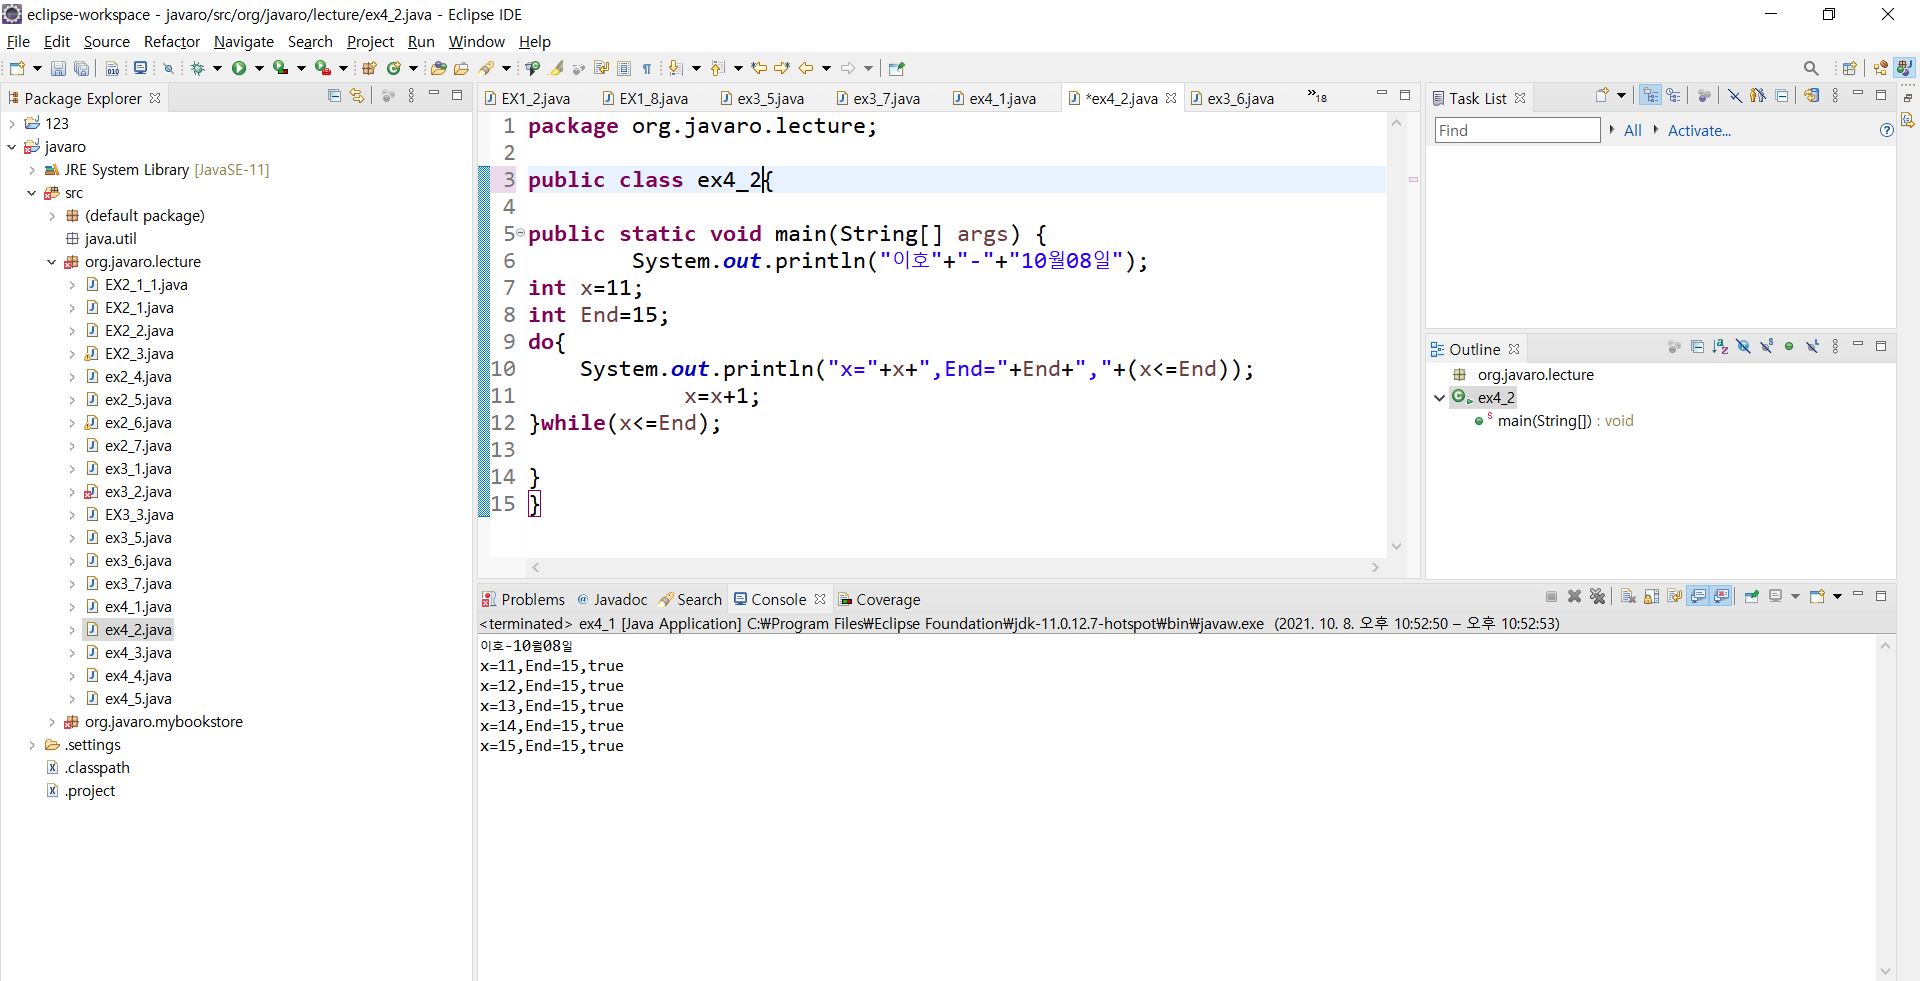 eclipse-workspace - javaro/src/org/javaro/lecture/ex4_2.java - Eclipse IDE
File Edit Source Refactor Navigate Search Project Run Window Help
Package Explorer
123
javaro
JRE System Library [JavaSE-11]
src
(default package)
java.util
org.javaro.lecture
EX2_1_1.java
EX2_1.java
EX2_2.java
EX2_3.java
ex2_4.java
ex2_5.java
ex2_6.java
ex2_7.java
ex3_1.java
ex3_2.java
EX3_3.java
ex3_5.java
ex3_6.java
ex3_7.java
ex4_1.java
ex4_2.java
ex4_3.java
ex4_4.java
ex4_5.java
org.javaro.mybookstore
.settings
.classpath
.project
EX1_2.java EX1_8.java ex3_5.java ex3_7.java ex4_1.java *ex4_2.java ex3_6.java »18
1 package org.javaro.lecture;
2
3 public class ex4_2{
4
5 public static void main(String[] args) {
6 System.out.println("이호"+"-"+"10월08일");
7 int x=11;
8 int End=15;
9 do{
10 System.out.println("x="+x+",End="+End+","+(x<=End));
11 x=x+1;
12 }while(x<=End);
13
14 }
15 }
Task List
Find All Activate...
Outline
org.javaro.lecture
ex4_2
main(String[]) : void
Problems Javadoc Search Console Coverage
<terminated> ex4_1 [Java Application] C:₩Program Files₩Eclipse Foundation₩jdk-11.0.12.7-hotspot₩bin₩javaw.exe (2021. 10. 8. 오후 10:52:50 – 오후 10:52:53)
이호-10월08일
x=11,End=15,true
x=12,End=15,true
x=13,End=15,true
x=14,End=15,true
x=15,End=15,true